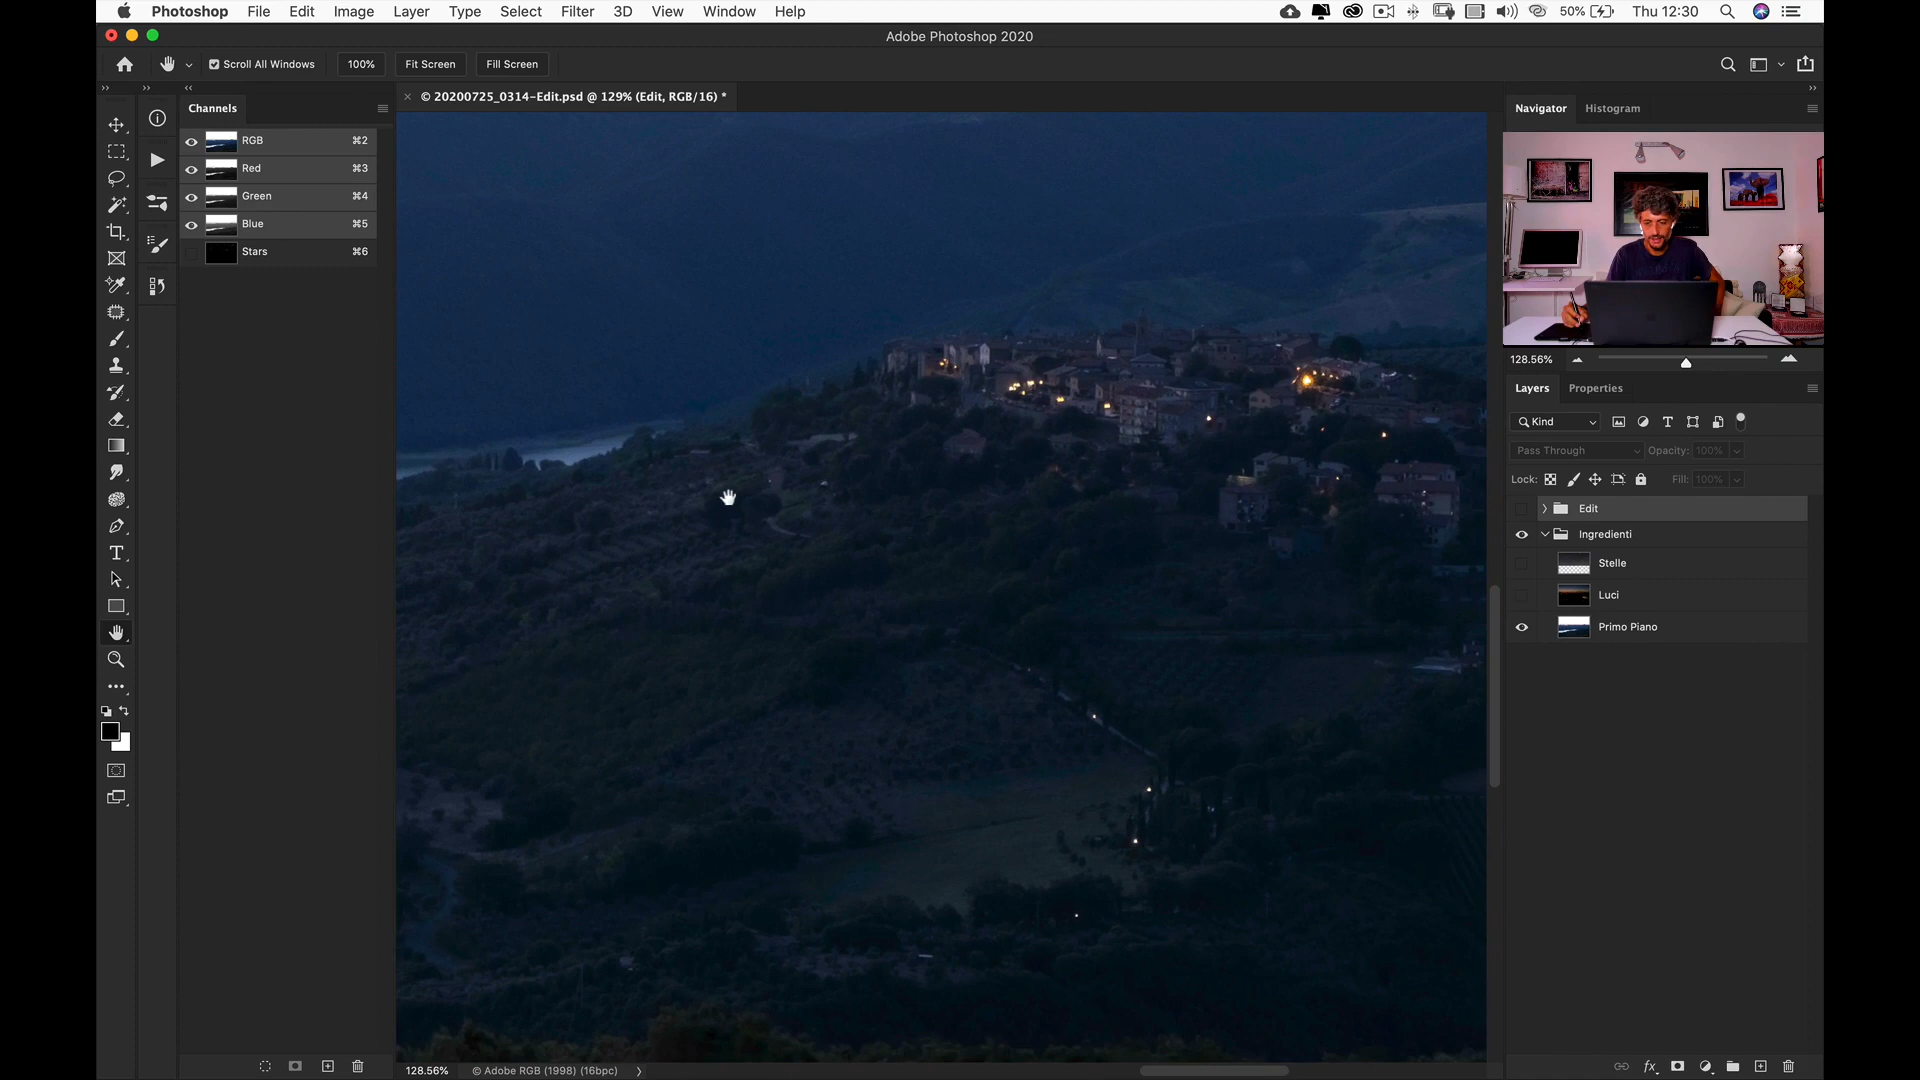 Photoshop File Edit Image Layer Type Select Filter 3D View Window Help 50% Thu 12:30
Adobe Photoshop 2020
Scroll All Windows 100% Fit Screen Fill Screen
Channels
© 20200725_0314-Edit.psd @ 129% (Edit, RGB/16) *
Navigator Histogram
RGB ⌘2
Red ⌘3
Green ⌘4
Blue ⌘5
Stars ⌘6
128.56%
Layers Properties
Kind
Pass Through Opacity: 100%
Lock: Fill: 100%
Edit
Ingredienti
Stelle
Luci
Primo Piano
128.56% © Adobe RGB (1998) (16bpc)